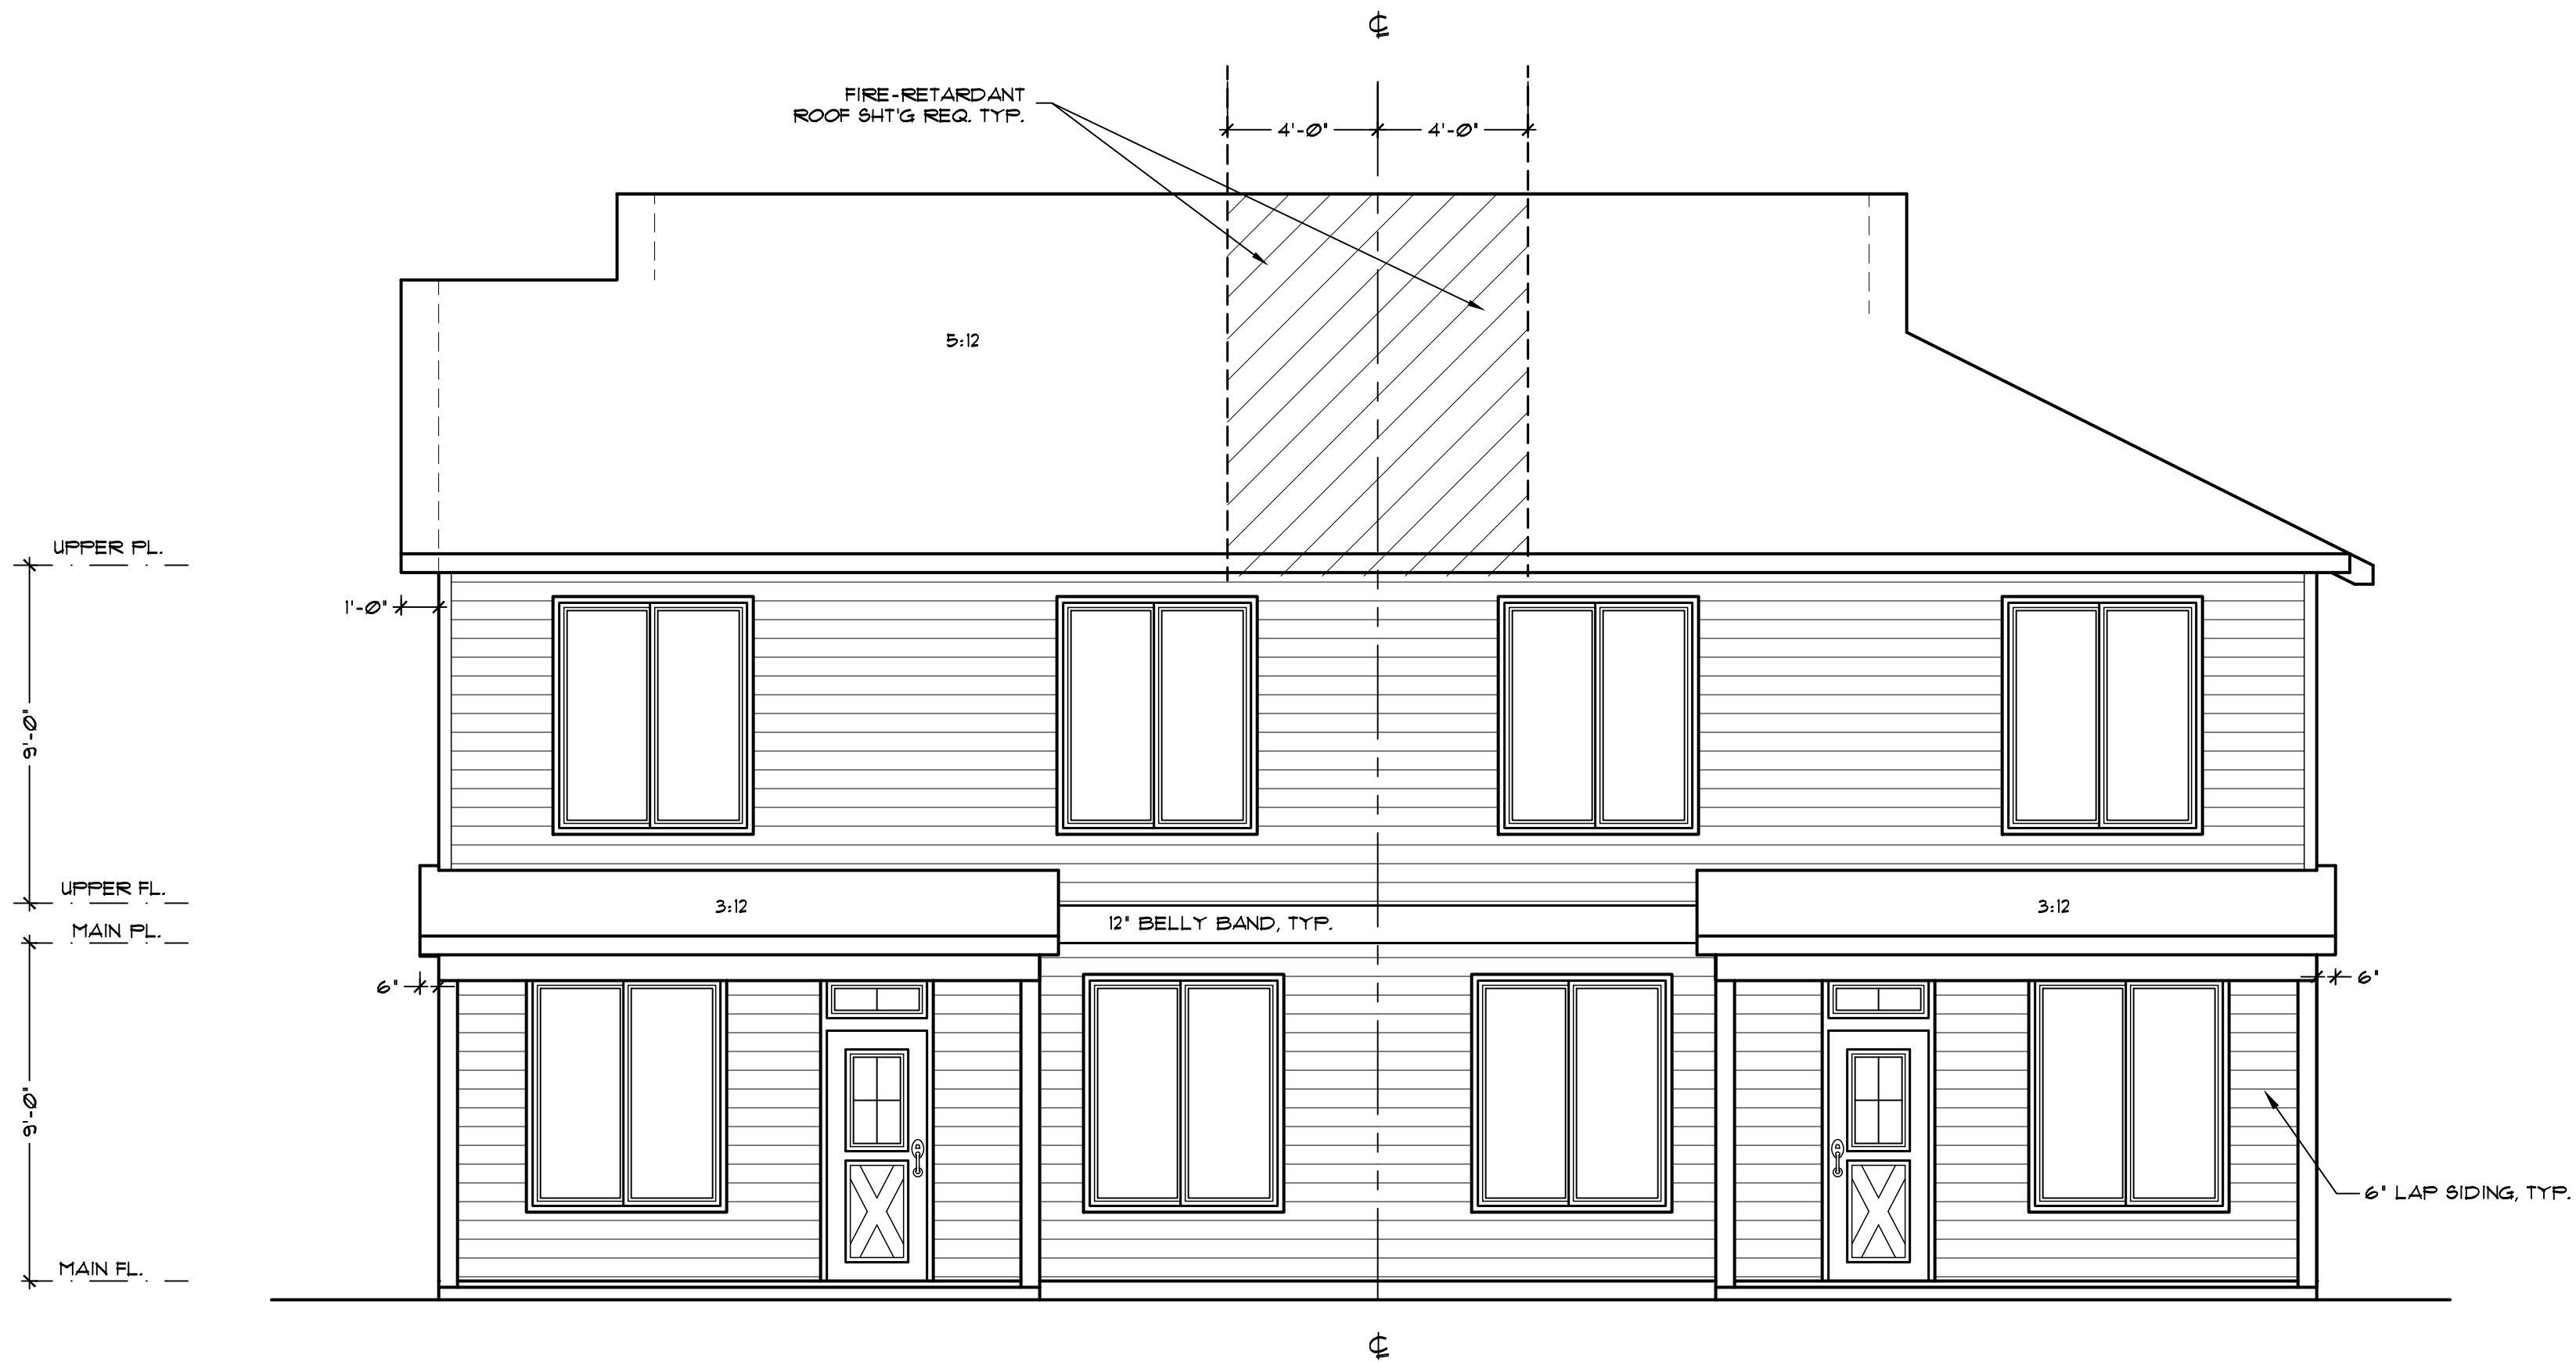 ℄
FIRE-RETARDANT
ROOF SHT'G REQ. TYP.
4'-0" 4'-0"
5:12
UPPER PL.
1'-0"
9'-0"
UPPER FL.
MAIN PL.
3:12
12" BELLY BAND, TYP.
3:12
6"
6"
9'-0"
6" LAP SIDING, TYP.
MAIN FL.
℄